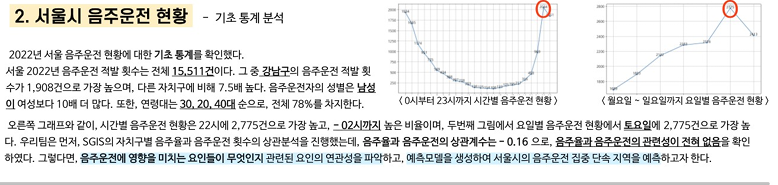 2. 서울시 음주운전 현황 - 기초 통계 분석
2022년 서울 음주운전 현황에 대한 기초 통계를 확인했다.
서울 2022년 음주운전 적발 횟수는 전체 15,511건이다. 그 중 강남구의 음주운전 적발 횟
수가 1,908건으로 가장 높으며, 다른 자치구에 비해 7.5배 높다. 음주운전자의 성별은 남성
이 여성보다 10배 더 많다. 또한, 연령대는 30, 20, 40대 순으로, 전체 78%를 차지한다.
< 0시부터 23시까지 시간별 음주운전 현황 >
< 월요일 ~ 일요일까지 요일별 음주운전 현황 >
오른쪽 그래프와 같이, 시간별 음주운전 현황은 22시에 2,775건으로 가장 높고, – 02시까지 높은 비율이며, 두번째 그림에서 요일별 음주운전 현황에서 토요일에 2,775건으로 가장 높
다. 우리팀은 먼저, SGIS의 자치구별 음주율과 음주운전 횟수의 상관분석을 진행했는데, 음주율과 음주운전의 상관계수는 - 0.16 으로, 음주율과 음주운전의 관련성이 전혀 없음을 확인
하였다. 그렇다면, 음주운전에 영향을 미치는 요인들이 무엇인지 관련된 요인의 연관성을 파악하고, 예측모델을 생성하여 서울시의 음주운전 집중 단속 지역을 예측하고자 한다.